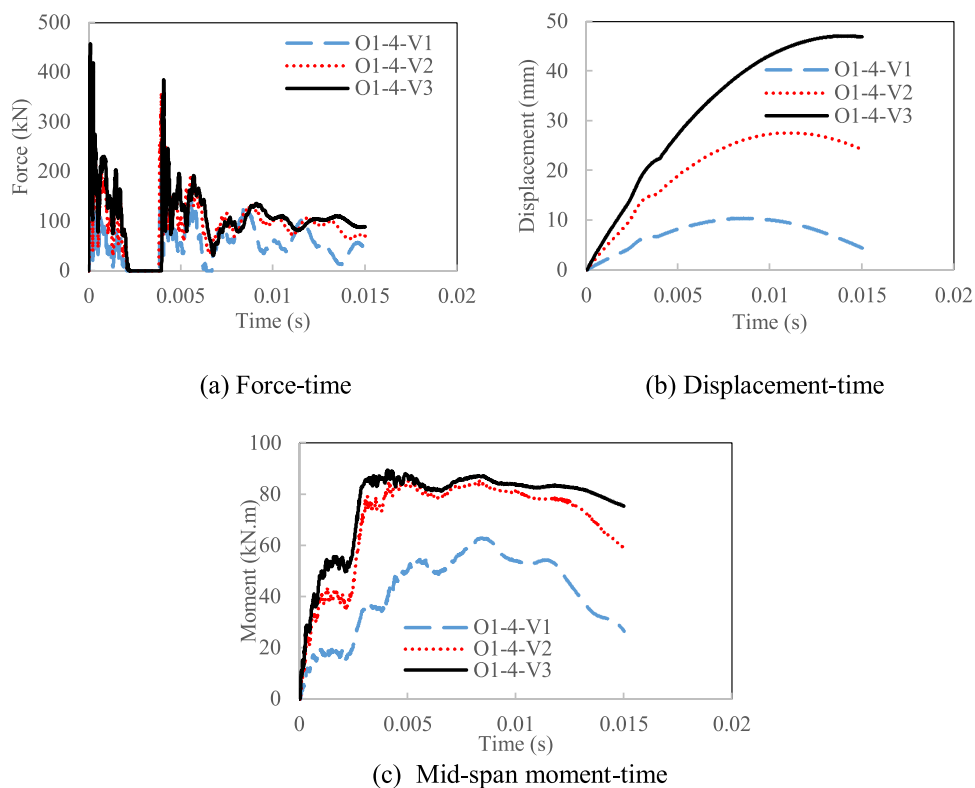 500
400
300
200
100
0
Force (kN)
0 0.005 0.01 0.015 0.02
Time (s)
O1-4-V1
O1-4-V2
O1-4-V3
(a) Force-time
50
40
30
20
10
0
Displacement (mm)
0 0.005 0.01 0.015 0.02
Time (s)
O1-4-V1
O1-4-V2
O1-4-V3
(b) Displacement-time
100
80
60
40
20
0
Moment (kN.m)
0 0.005 0.01 0.015 0.02
Time (s)
O1-4-V1
O1-4-V2
O1-4-V3
(c) Mid-span moment-time